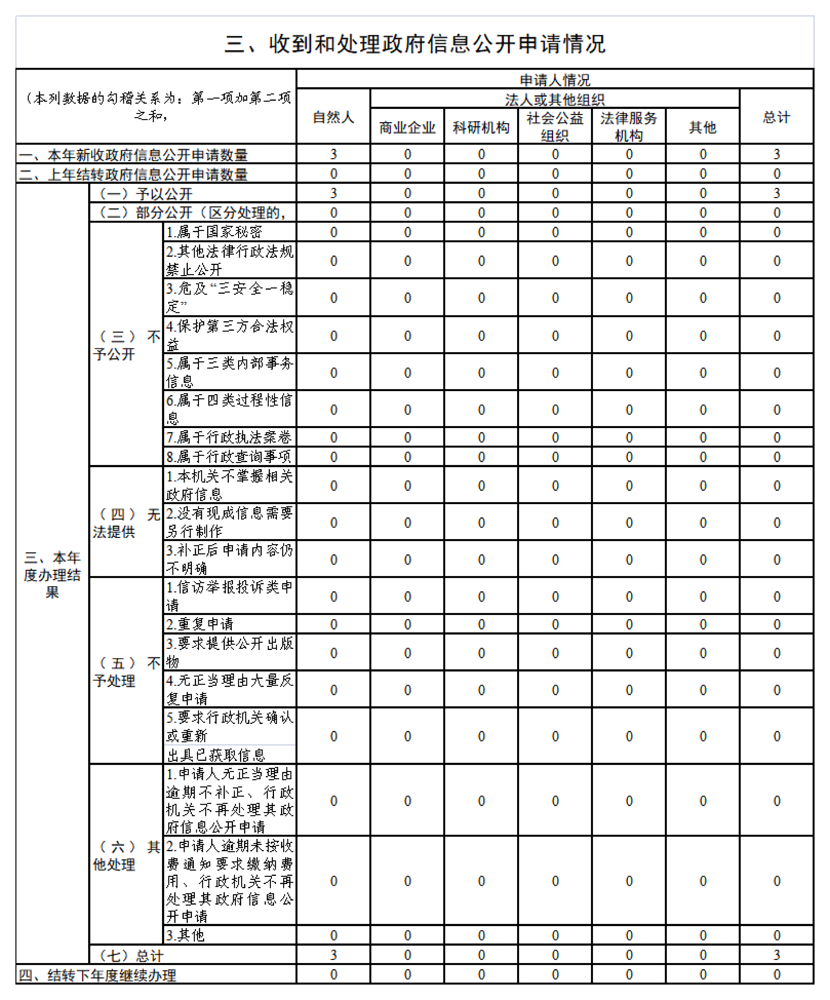 三、收到和处理政府信息公开申请情况
（本列数据的勾稽关系为：第一项加第二项
之和，
申请人情况
自然人
法人或其他组织
总计
商业企业
科研机构
社会公益
组织
法律服务
机构
其他
一、本年新收政府信息公开申请数量 3 0 0 0 0 0 3
二、上年结转政府信息公开申请数量 0 0 0 0 0 0 0
三、本年
度办理结
果
（一）予以公开 3 0 0 0 0 0 3
（二）部分公开（区分处理的， 0 0 0 0 0 0 0
（三）不
予公开
1.属于国家秘密 0 0 0 0 0 0 0
2.其他法律行政法规
禁止公开 0 0 0 0 0 0 0
3.危及“三安全一稳
定” 0 0 0 0 0 0 0
4.保护第三方合法权
益 0 0 0 0 0 0 0
5.属于三类内部事务
信息 0 0 0 0 0 0 0
6.属于四类过程性信
息 0 0 0 0 0 0 0
7.属于行政执法案卷 0 0 0 0 0 0 0
8.属于行政查询事项 0 0 0 0 0 0 0
（四）无
法提供
1.本机关不掌握相关
政府信息 0 0 0 0 0 0 0
2.没有现成信息需要
另行制作 0 0 0 0 0 0 0
3.补正后申请内容仍
不明确 0 0 0 0 0 0 0
（五）不
予处理
1.信访举报投诉类申
请 0 0 0 0 0 0 0
2.重复申请 0 0 0 0 0 0 0
3.要求提供公开出版
物 0 0 0 0 0 0 0
4.无正当理由大量反
复申请 0 0 0 0 0 0 0
5.要求行政机关确认
或重新
出具已获取信息 0 0 0 0 0 0 0
（六）其
他处理
1.申请人无正当理由
逾期不补正、行政
机关不再处理其政
府信息公开申请 0 0 0 0 0 0 0
2.申请人逾期未按收
费通知要求缴纳费
用、行政机关不再
处理其政府信息公
开申请 0 0 0 0 0 0 0
3.其他 0 0 0 0 0 0 0
（七）总计 3 0 0 0 0 0 3
四、结转下年度继续办理 0 0 0 0 0 0 0